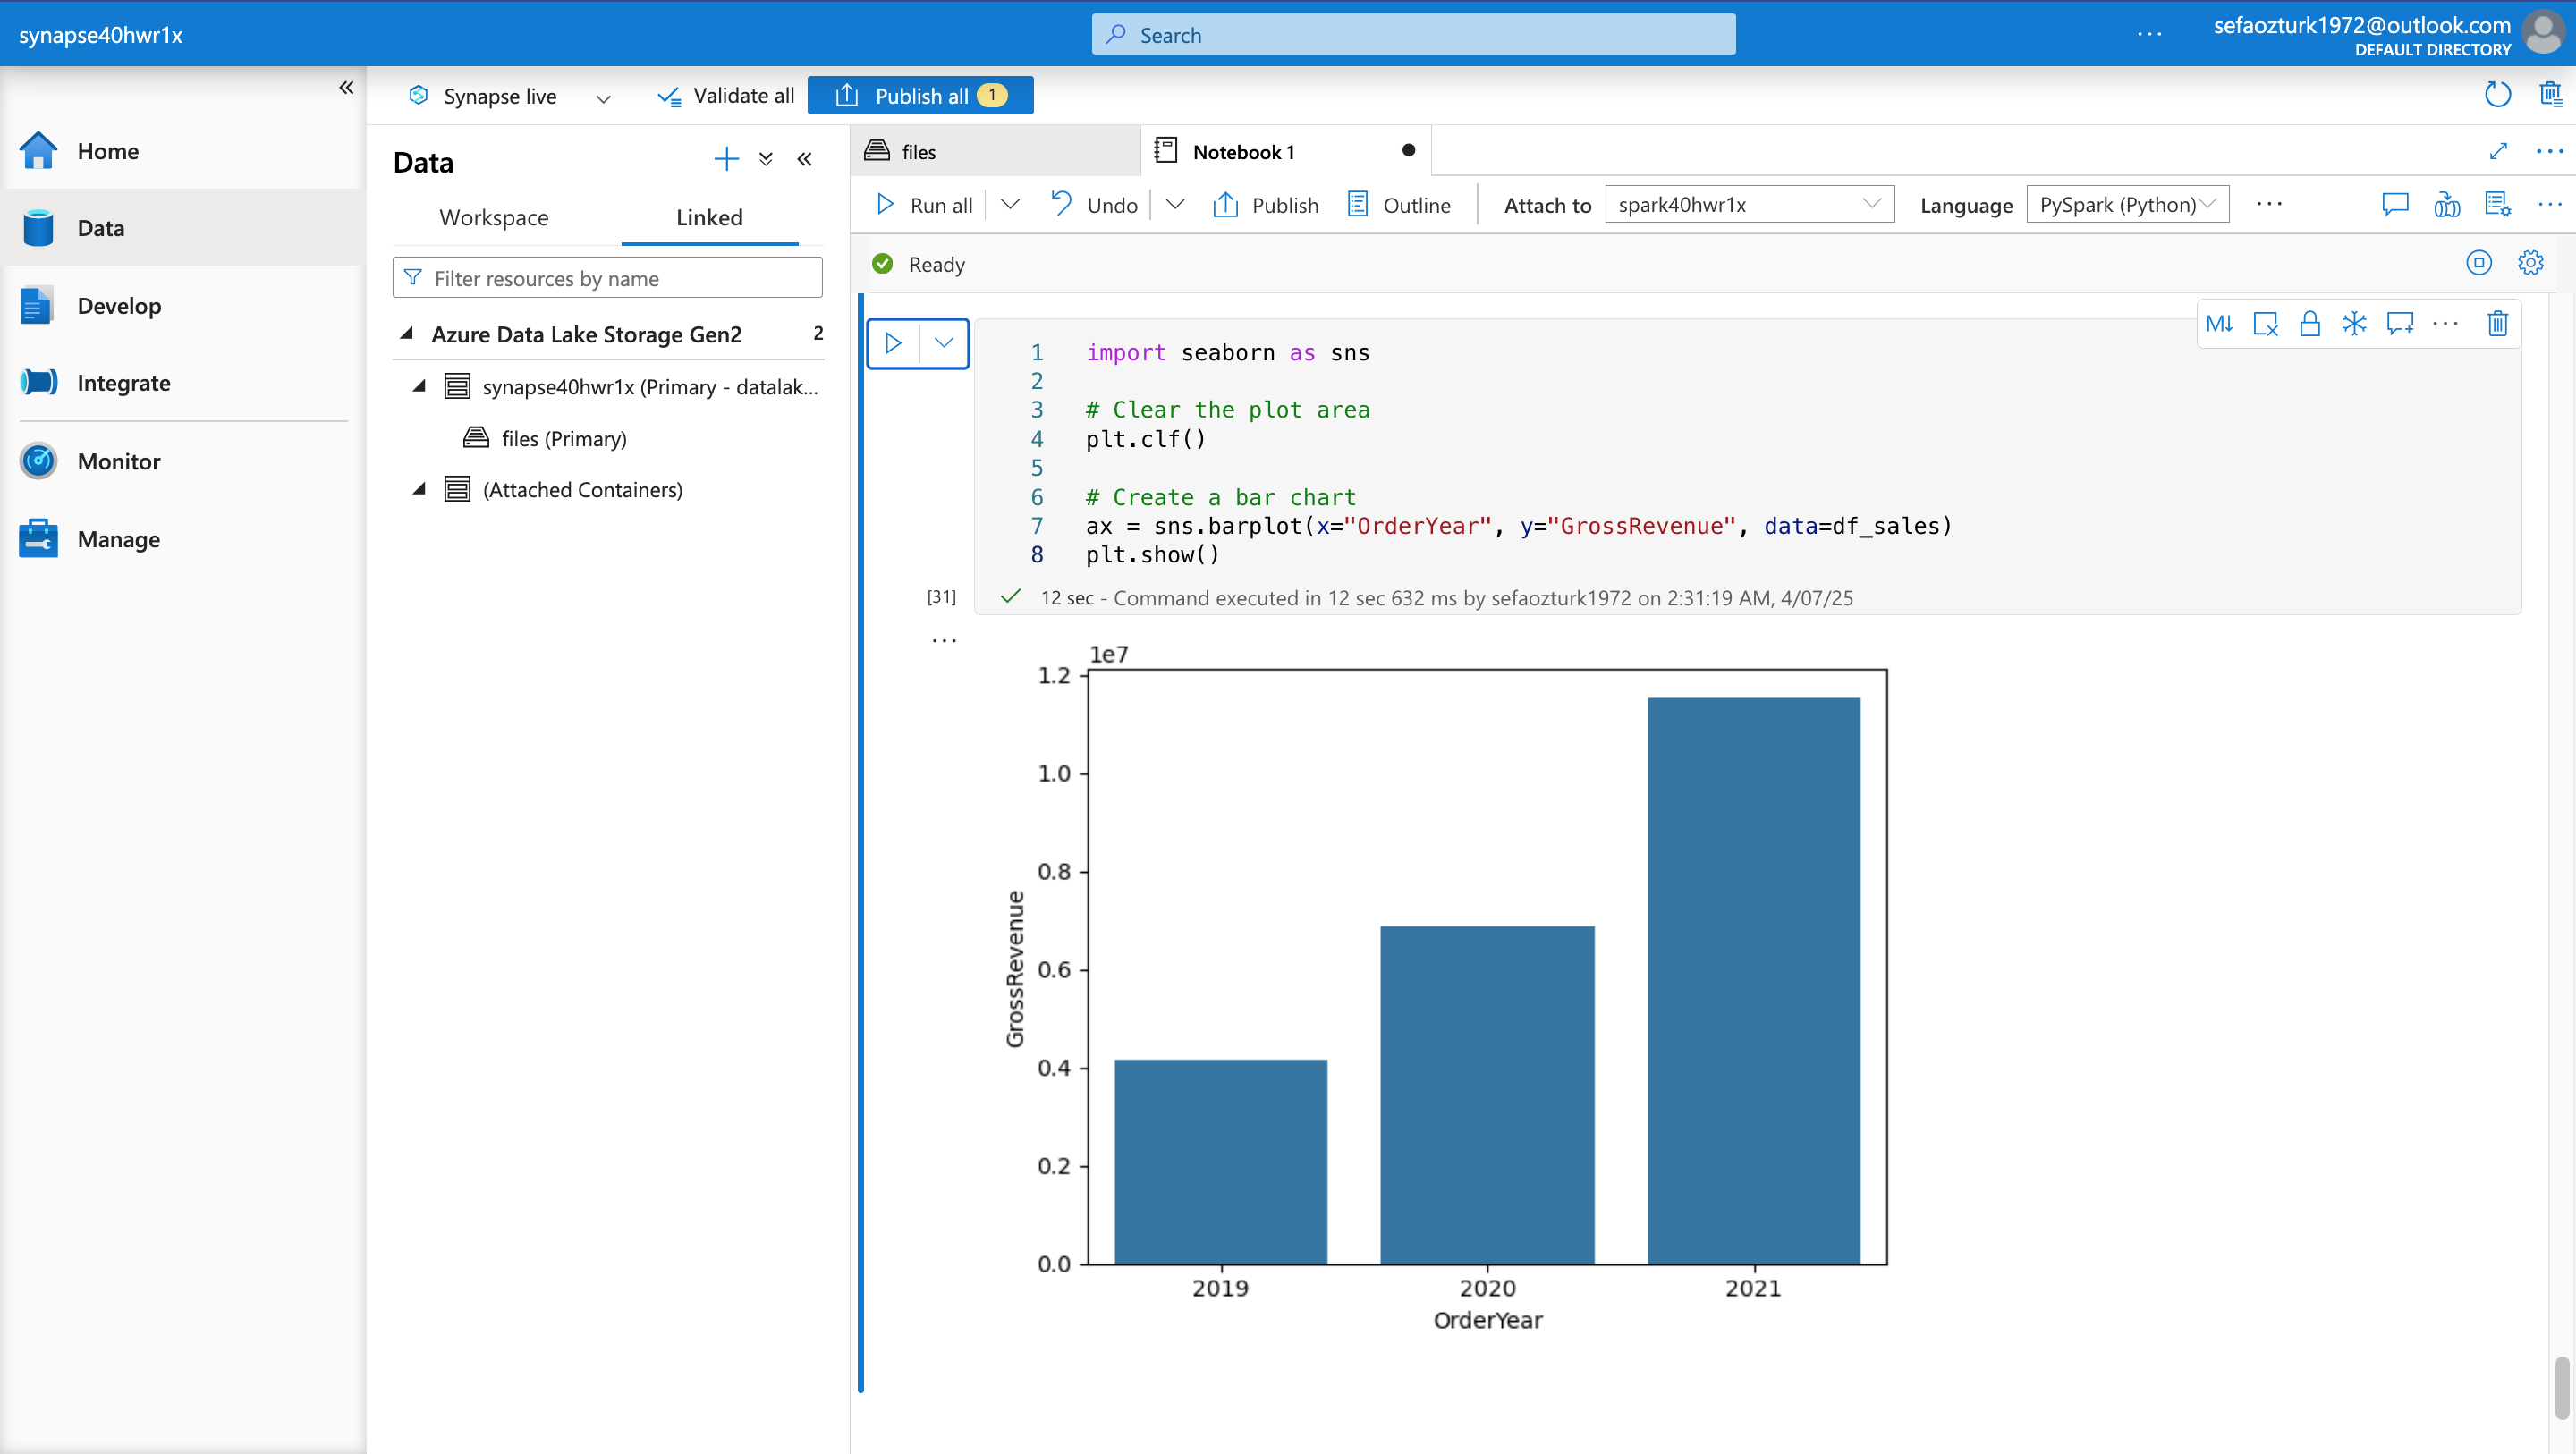 synapse40hwr1x
Search
sefaozturk1972@outlook.com
DEFAULT DIRECTORY
Synapse live
Validate all
Publish all 1
Home
Data
Develop
Integrate
Monitor
Manage
Data
Workspace
Linked
Filter resources by name
Azure Data Lake Storage Gen2 2
synapse40hwr1x (Primary - datalak...
files (Primary)
(Attached Containers)
files
Notebook 1
Run all
Undo
Publish
Outline
Attach to
spark40hwr1x
Language
PySpark (Python)
Ready
M↓
1 import seaborn as sns
2
3 # Clear the plot area
4 plt.clf()
5
6 # Create a bar chart
7 ax = sns.barplot(x="OrderYear", y="GrossRevenue", data=df_sales)
8 plt.show()
[31]
12 sec - Command executed in 12 sec 632 ms by sefaozturk1972 on 2:31:19 AM, 4/07/25
1e7
1.2
1.0
0.8
0.6
0.4
0.2
0.0
GrossRevenue
2019
2020
2021
OrderYear